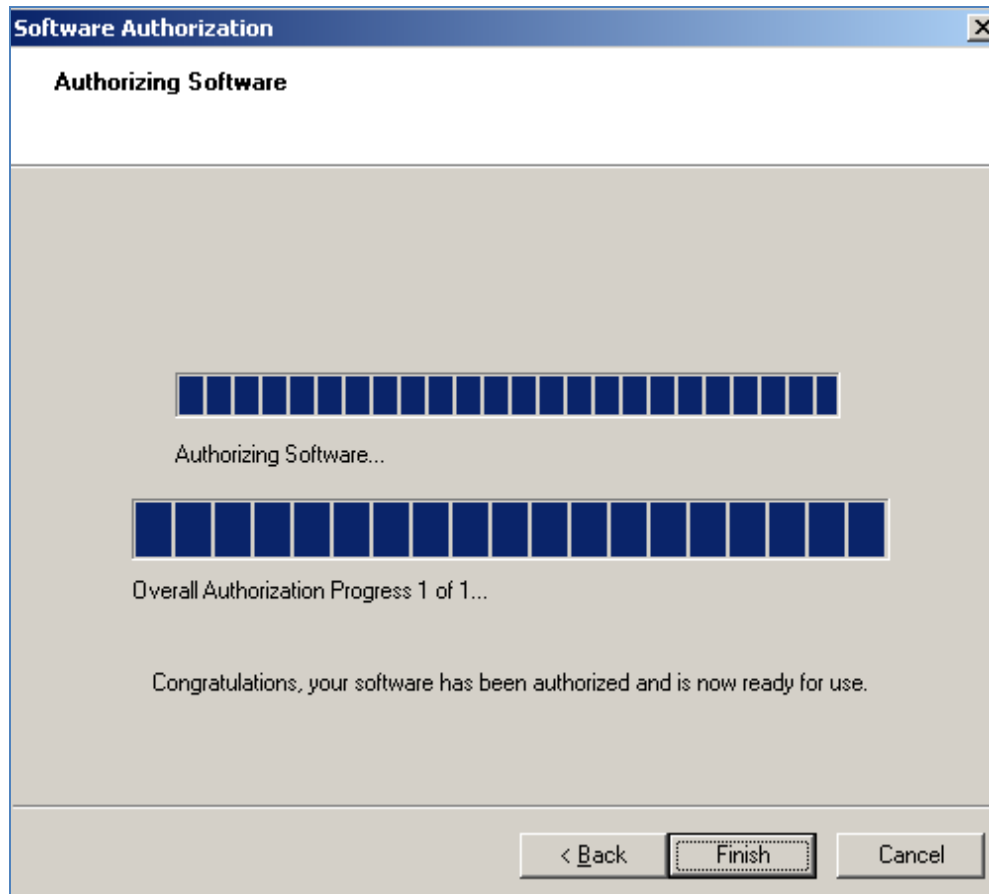 Software Authorization
Authorizing Software
Authorizing Software...
Overall Authorization Progress 1 of 1...
Congratulations, your software has been authorized and is now ready for use.
< Back Finish Cancel